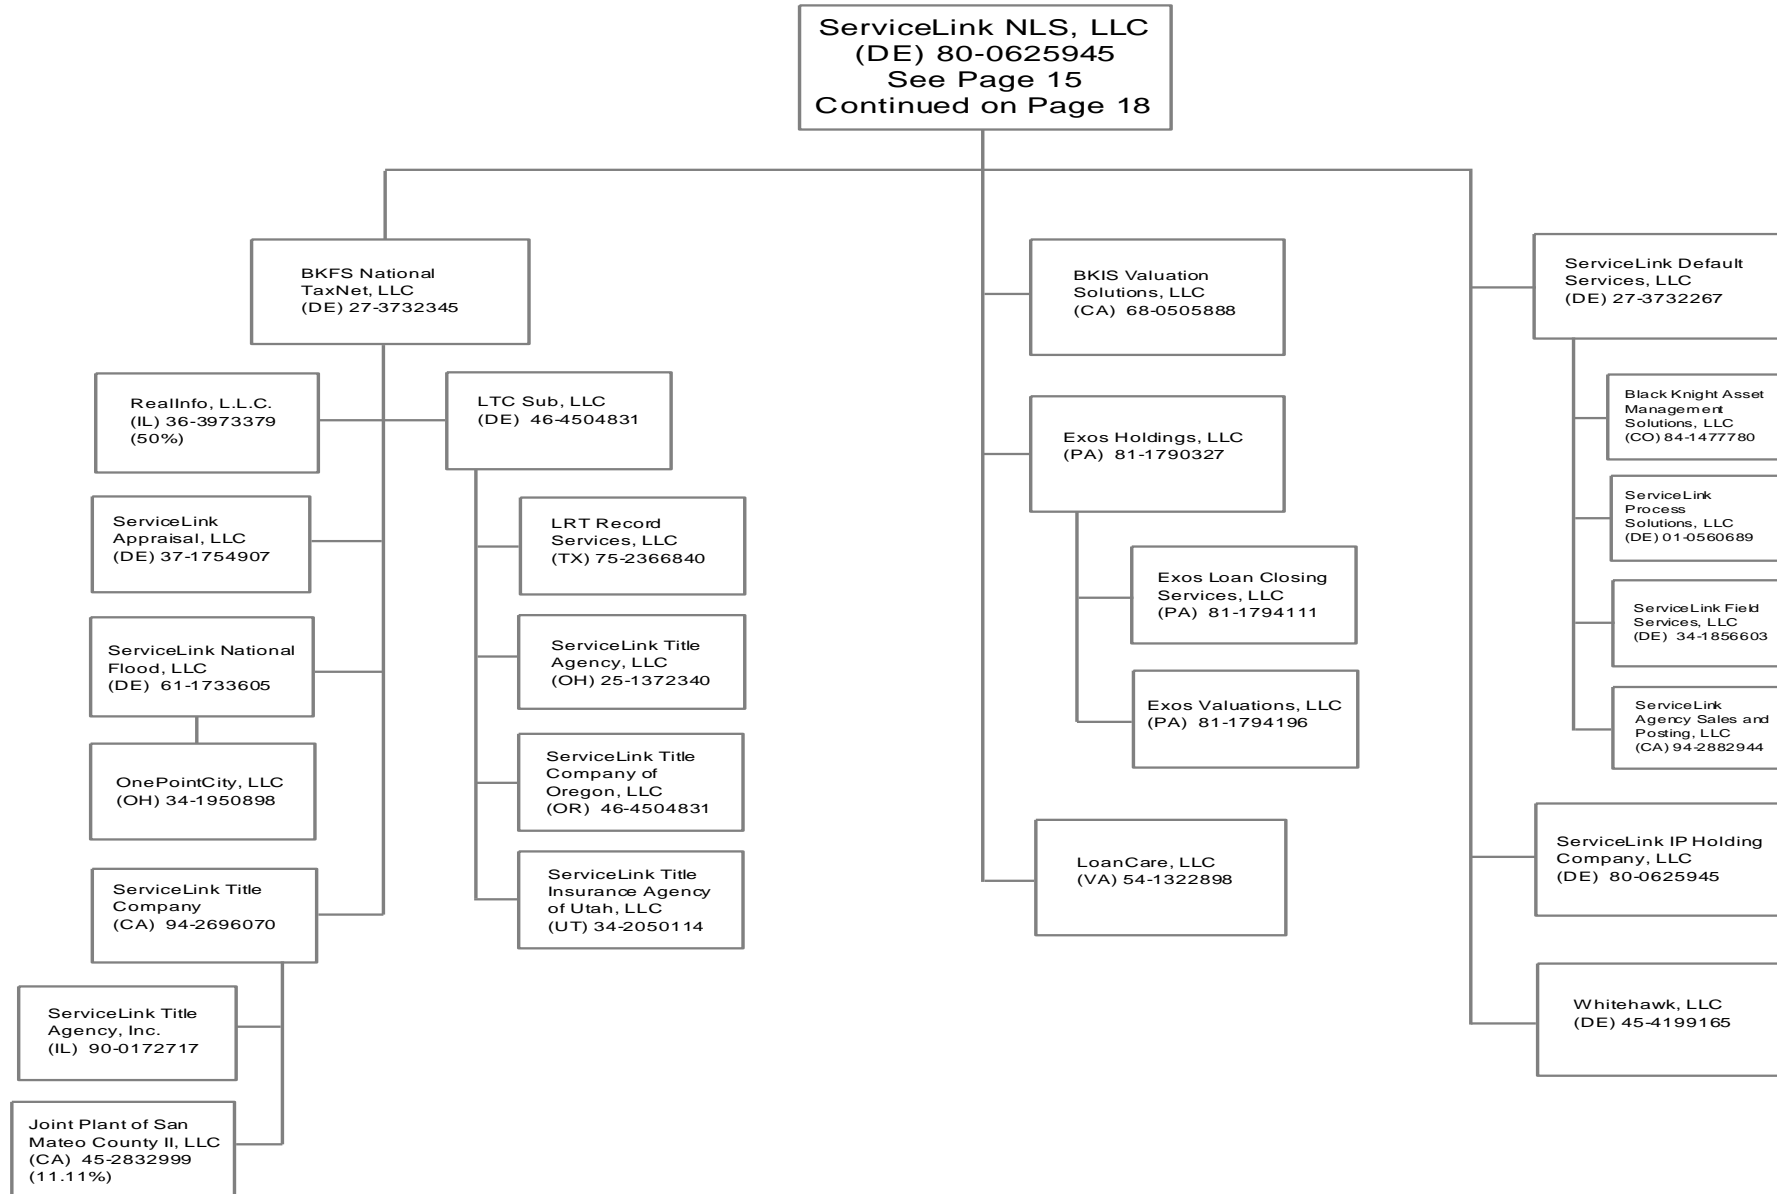 ServiceLink NLS, LLC
(DE) 80-0625945
See Page 15
Continued on Page 18
BKFS National
TaxNet, LLC
(DE) 27-3732345
RealInfo, L.L.C.
(IL) 36-3973379
(50%)
LTC Sub, LLC
(DE) 46-4504831
ServiceLink
Appraisal, LLC
(DE) 37-1754907
LRT Record
Services, LLC
(TX) 75-2366840
ServiceLink National
Flood, LLC
(DE) 61-1733605
ServiceLink Title
Agency, LLC
(OH) 25-1372340
OnePointCity, LLC
(OH) 34-1950898
ServiceLink Title
Company of
Oregon, LLC
(OR) 46-4504831
ServiceLink Title
Company
(CA) 94-2696070
ServiceLink Title
Insurance Agency
of Utah, LLC
(UT) 34-2050114
ServiceLink Title
Agency, Inc.
(IL) 90-0172717
Joint Plant of San
Mateo County II, LLC
(CA) 45-2832999
(11.11%)
BKIS Valuation
Solutions, LLC
(CA) 68-0505888
Exos Holdings, LLC
(PA) 81-1790327
Exos Loan Closing
Services, LLC
(PA) 81-1794111
Exos Valuations, LLC
(PA) 81-1794196
LoanCare, LLC
(VA) 54-1322898
ServiceLink Default
Services, LLC
(DE) 27-3732267
Black Knight Asset
Management
Solutions, LLC
(CO) 84-1477780
ServiceLink
Process
Solutions, LLC
(DE) 01-0560689
ServiceLink Field
Services, LLC
(DE) 34-1856603
ServiceLink
Agency Sales and
Posting, LLC
(CA) 94-2882944
ServiceLink IP Holding
Company, LLC
(DE) 80-0625945
Whitehawk, LLC
(DE) 45-4199165